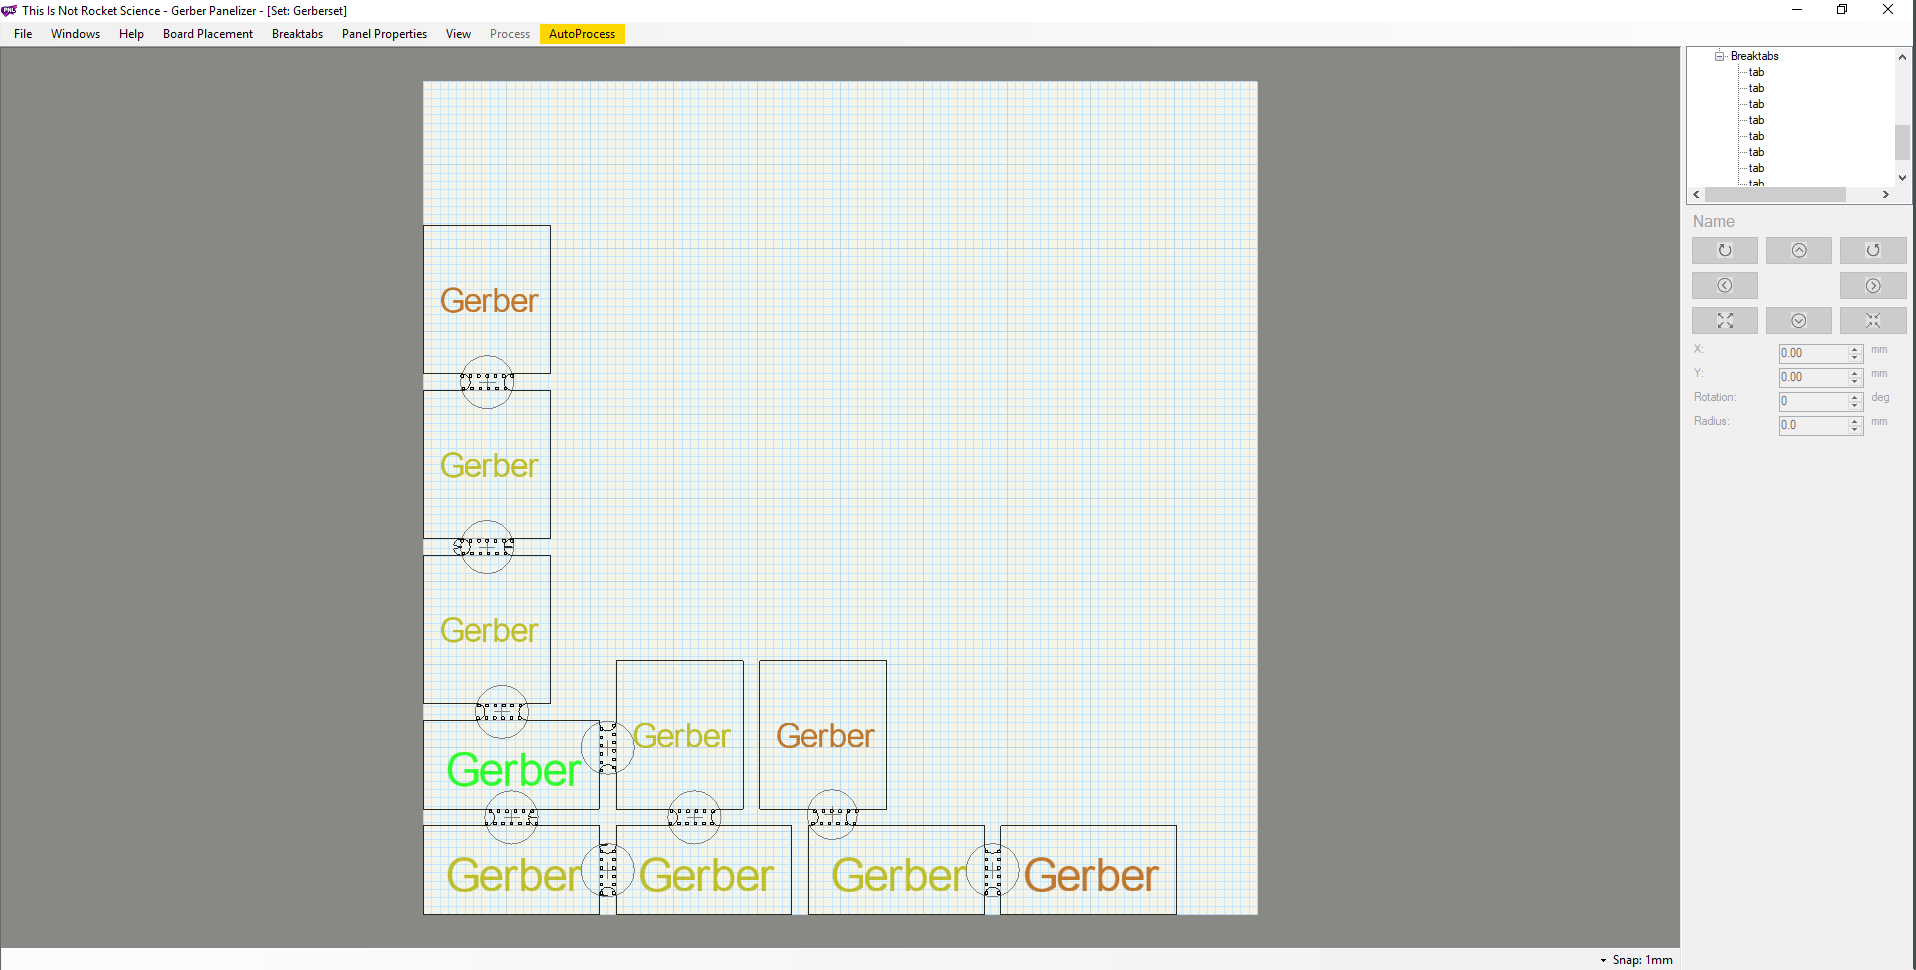 PNL
This Is Not Rocket Science - Gerber Panelizer - [Set: Gerberset]
File Windows Help Board Placement Breaktabs Panel Properties View Process AutoProcess
Breaktabs
tab
tab
tab
tab
tab
tab
tab
tab
Name
X: 0.00 mm
Y: 0.00 mm
Rotation: 0 deg
Radius: 0.0 mm
Gerber
Gerber
Gerber
Gerber Gerber
Gerber
Gerber Gerber Gerber Gerber
Snap: 1mm